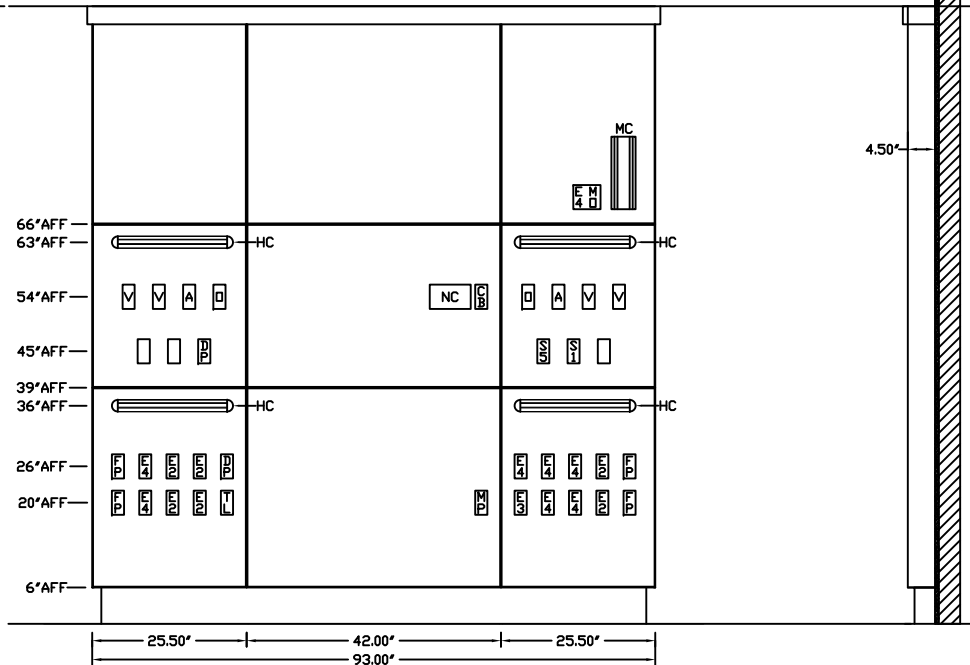 MC
4.50"
E4 MO
66"AFF
63"AFF HC HC
54"AFF V V A O NC CB O A V V
45"AFF DP S5 S1
39"AFF
36"AFF HC HC
26"AFF FP E4 E2 E2 DP E4 E4 E4 E2 FP
20"AFF FP E4 E2 E2 TL MP E3 E4 E4 E2 FP
6"AFF
25.50" 42.00" 25.50"
93.00"